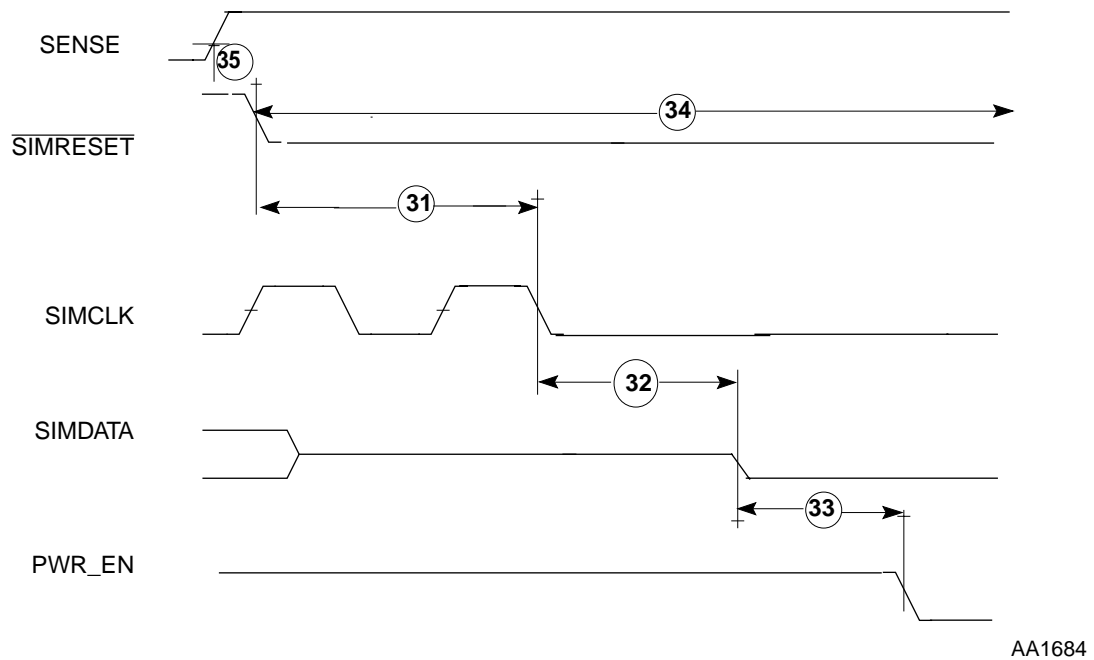 SENSE
35
34
SIMRESET
31
SIMCLK
32
SIMDATA
33
PWR_EN
AA1684